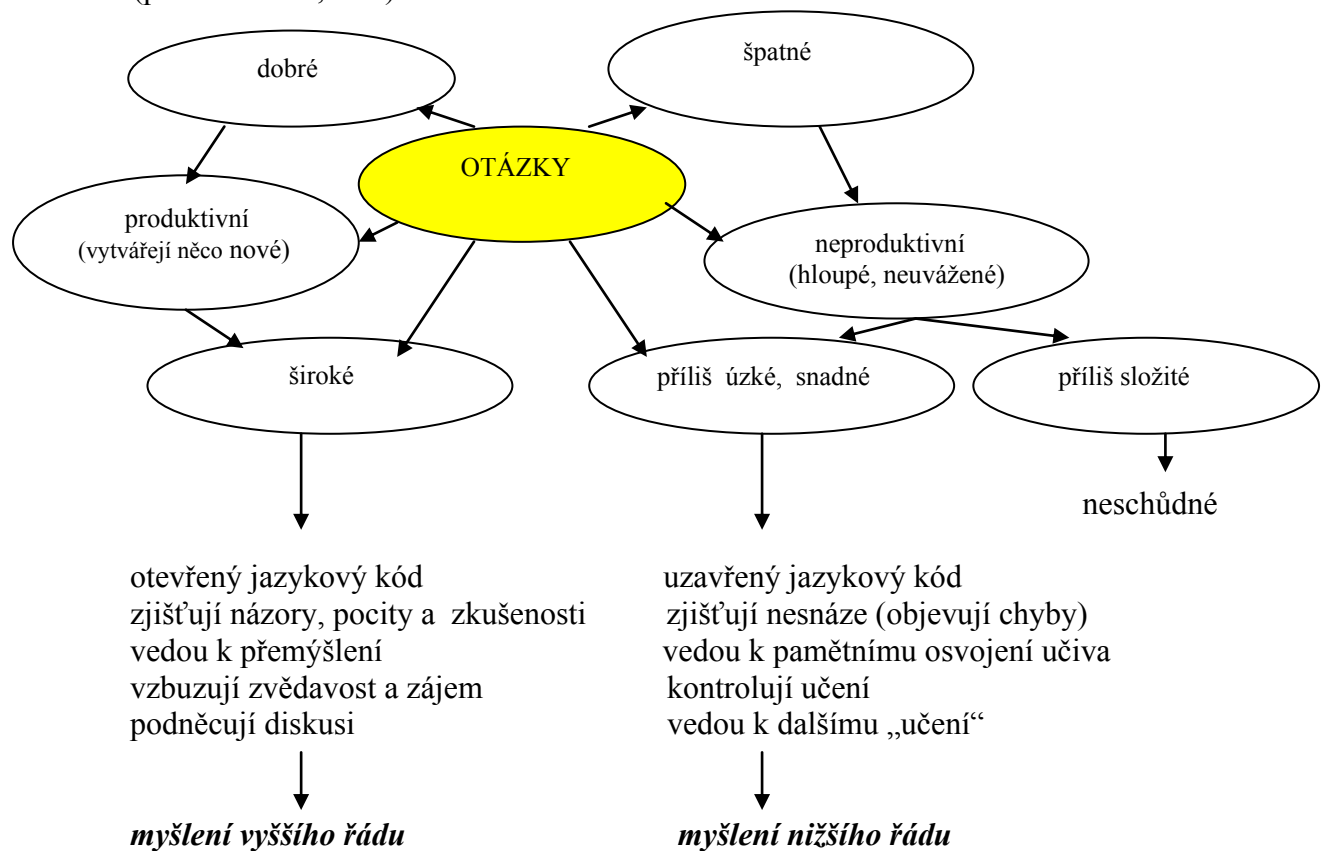 dobré
špatné
OTÁZKY
produktivní
(vytvářejí něco nové)
neproduktivní
(hloupé, neuvážené)
široké
příliš úzké, snadné
příliš složité
neschůdné
otevřený jazykový kód
zjišťují názory, pocity a zkušenosti
vedou k přemýšlení
vzbuzují zvědavost a zájem
podněcují diskusi
uzavřený jazykový kód
zjišťují nesnáze (objevují chyby)
vedou k pamětnímu osvojení učiva
kontrolují učení
vedou k dalšímu „učení“
myšlení vyššího řádu
myšlení nižšího řádu